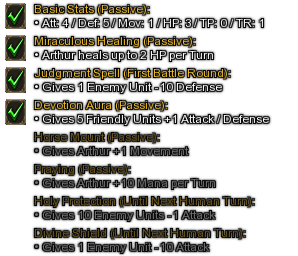 Basic Stats (Passive):
• Att: 4 / Def: 5 / Mov: 1 / HP: 3 / TP: 0 / TR: 1
Miraculous Healing (Passive):
• Arthur heals up to 2 HP per Turn
Judgment Spell (First Battle Round):
• Gives 1 Enemy Unit -10 Defense
Devotion Aura (Passive):
• Gives 5 Friendly Units +1 Attack / Defense
Horse Mount (Passive):
• Gives Arthur +1 Movement
Praying (Passive):
• Gives Arthur +10 Mana per Turn
Holy Protection (Until Next Human Turn):
• Gives 10 Enemy Units -1 Attack
Divine Shield (Until Next Human Turn):
• Gives 1 Enemy Unit -10 Attack